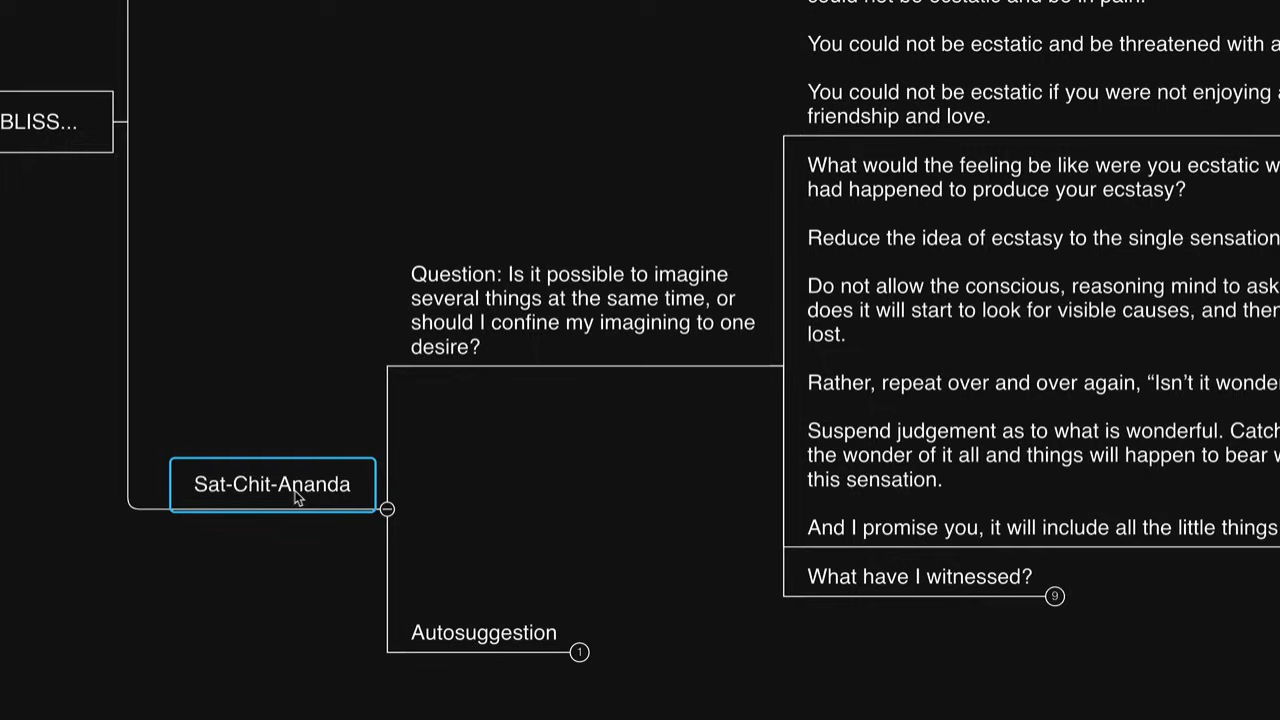 could not be ecstatic and be in pain.
You could not be ecstatic and be threatened with a
You could not be ecstatic if you were not enjoying
friendship and love.
BLISS...
What would the feeling be like were you ecstatic w
had happened to produce your ecstasy?
Reduce the idea of ecstasy to the single sensation
Question: Is it possible to imagine
several things at the same time, or
should I confine my imagining to one
desire?
Do not allow the conscious, reasoning mind to ask
does it will start to look for visible causes, and then
lost.
Rather, repeat over and over again, “Isn’t it wonde
Suspend judgement as to what is wonderful. Catch
the wonder of it all and things will happen to bear w
this sensation.
Sat-Chit-Ananda
And I promise you, it will include all the little things
What have I witnessed?
9
Autosuggestion
1